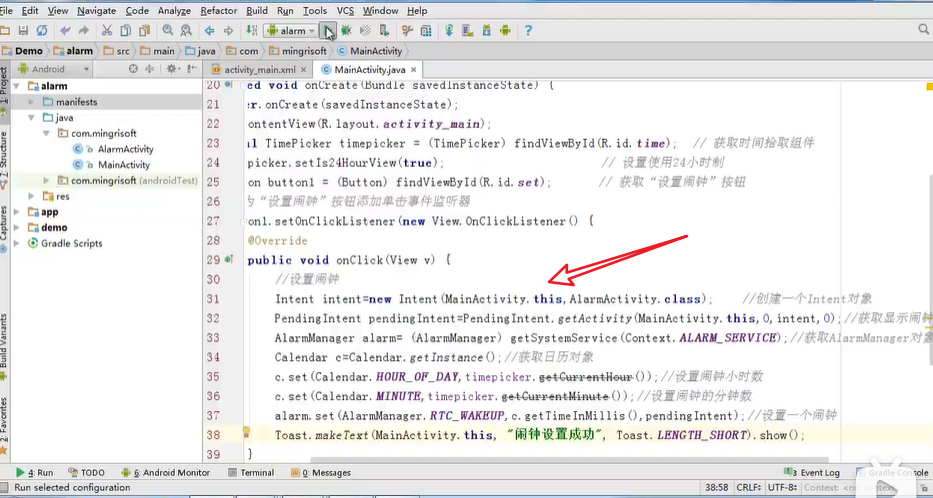 File Edit View Navigate Code Analyze Refactor Build Run Tools VCS Window Help
alarm
Demo alarm src main java com mingrisoft MainActivity
Android
activity_main.xml × MainActivity.java ×
1: Project
Structure
Captures
Build Variants
2: Favorites
alarm
manifests
java
com.mingrisoft
AlarmActivity
MainActivity
com.mingrisoft (androidTest)
res
app
demo
Gradle Scripts
20 ed void onCreate(Bundle savedInstanceState) {
21 er.onCreate(savedInstanceState);
22 ontentView(R.layout.activity_main);
23 al TimePicker timepicker = (TimePicker) findViewById(R.id.time); // 获取时间拾取组件
24 picker.setIs24HourView(true); // 设置使用24小时制
25 on button1 = (Button) findViewById(R.id.set); // 获取“设置闹钟”按钮
26 为“设置闹钟”按钮添加单击事件监听器
27 on1.setOnClickListener(new View.OnClickListener() {
28 @Override
29 public void onClick(View v) {
30 //设置闹钟
31 Intent intent=new Intent(MainActivity.this,AlarmActivity.class); //创建一个Intent对象
32 PendingIntent pendingIntent=PendingIntent.getActivity(MainActivity.this,0,intent,0);//获取显示闹钟
33 AlarmManager alarm= (AlarmManager) getSystemService(Context.ALARM_SERVICE);//获取AlarmManager对象
34 Calendar c=Calendar.getInstance();//获取日历对象
35 c.set(Calendar.HOUR_OF_DAY,timepicker.getCurrentHour());//设置闹钟小时数
36 c.set(Calendar.MINUTE,timepicker.getCurrentMinute());//设置闹钟的分钟数
37 alarm.set(AlarmManager.RTC_WAKEUP,c.getTimeInMillis(),pendingIntent);//设置一个闹钟
38 Toast.makeText(MainActivity.this, "闹钟设置成功", Toast.LENGTH_SHORT).show();
39 }
4: Run TODO 6: Android Monitor Terminal 0: Messages 3 Event Log Gradle Console
Run selected configuration 38:58 CRLF÷ UTF-8÷ Context: <no context>